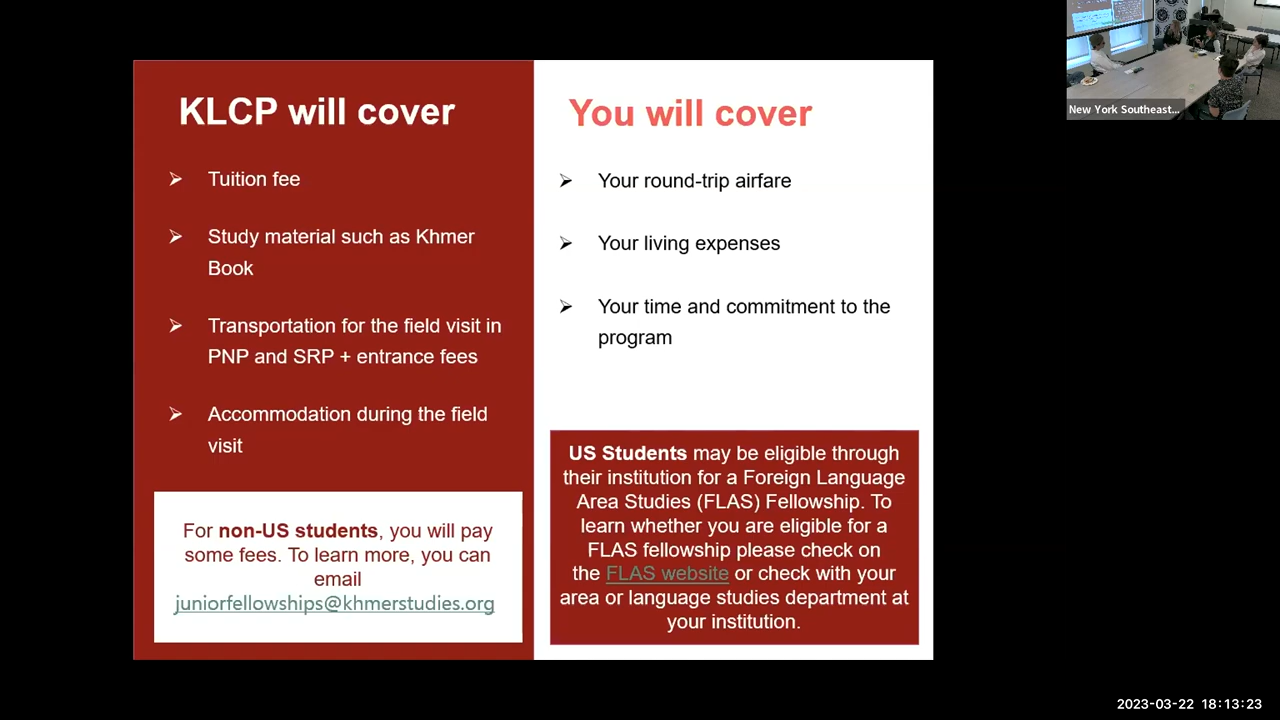 KLCP will cover
Tuition fee
Study material such as Khmer
Book
Transportation for the field visit in
PNP and SRP + entrance fees
Accommodation during the field
visit
For non-US students, you will pay
some fees. To learn more, you can
email
juniorfellowships@khmerstudies.org
You will cover
Your round-trip airfare
Your living expenses
Your time and commitment to the
program
US Students may be eligible through
their institution for a Foreign Language
Area Studies (FLAS) Fellowship. To
learn whether you are eligible for a
FLAS fellowship please check on
the FLAS website or check with your
area or language studies department at
your institution.
New York Southeast...
2023-03-22 18:13:23